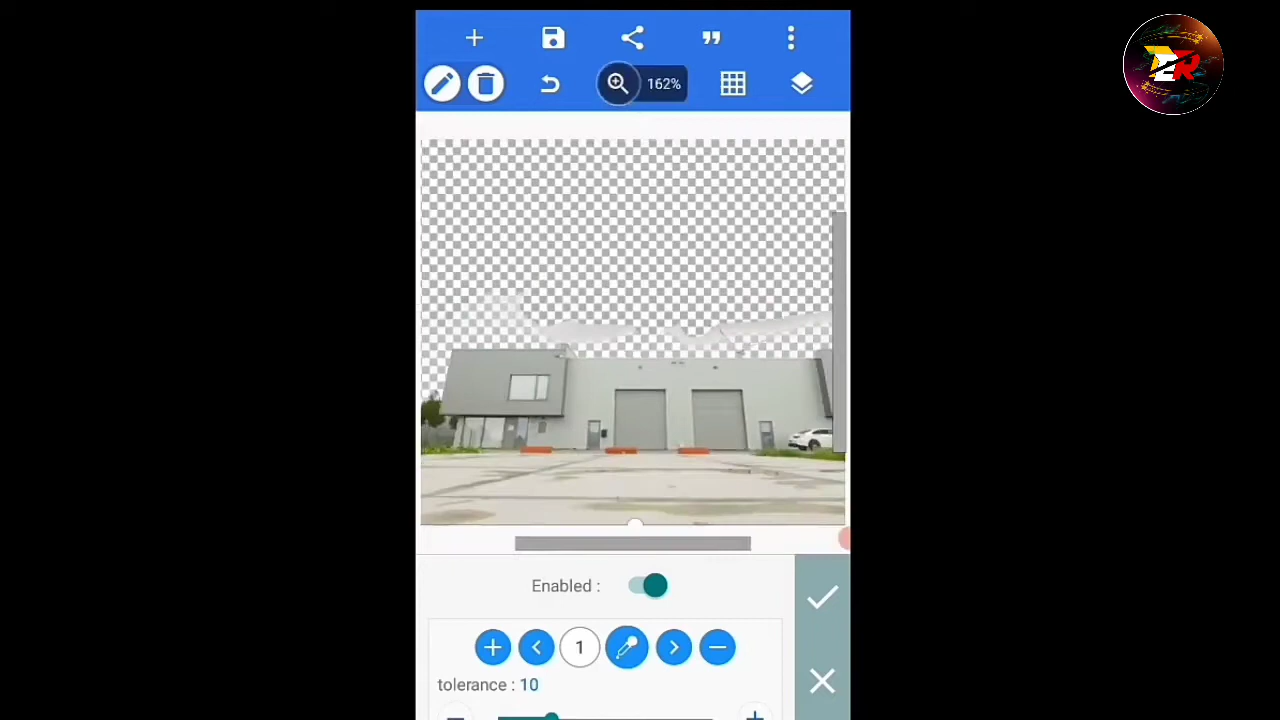 162%
Enabled :
1
tolerance : 10